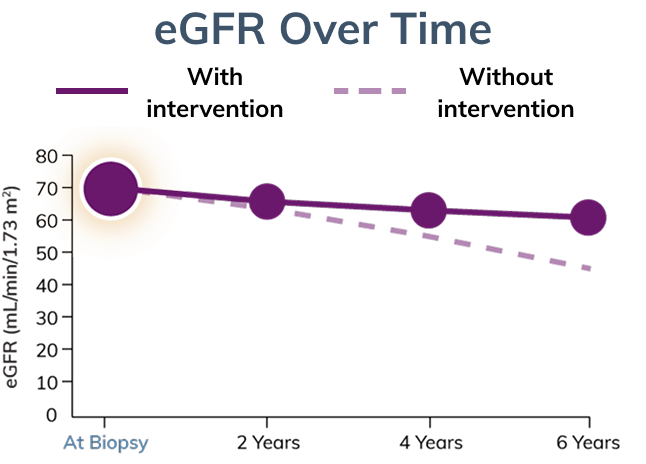 eGFR Over Time
With
intervention
Without
intervention
eGFR (mL/min/1.73 m²)
80
70
60
50
40
30
20
10
0
At Biopsy
2 Years
4 Years
6 Years